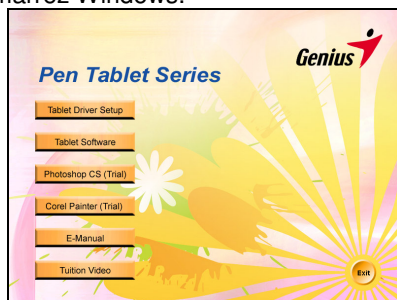 Windows.
Genius
Pen Tablet Series
Tablet Driver Setup
Tablet Software
Photoshop CS (Trial)
Corel Painter (Trial)
E-Manual
Tuition Video
Exit